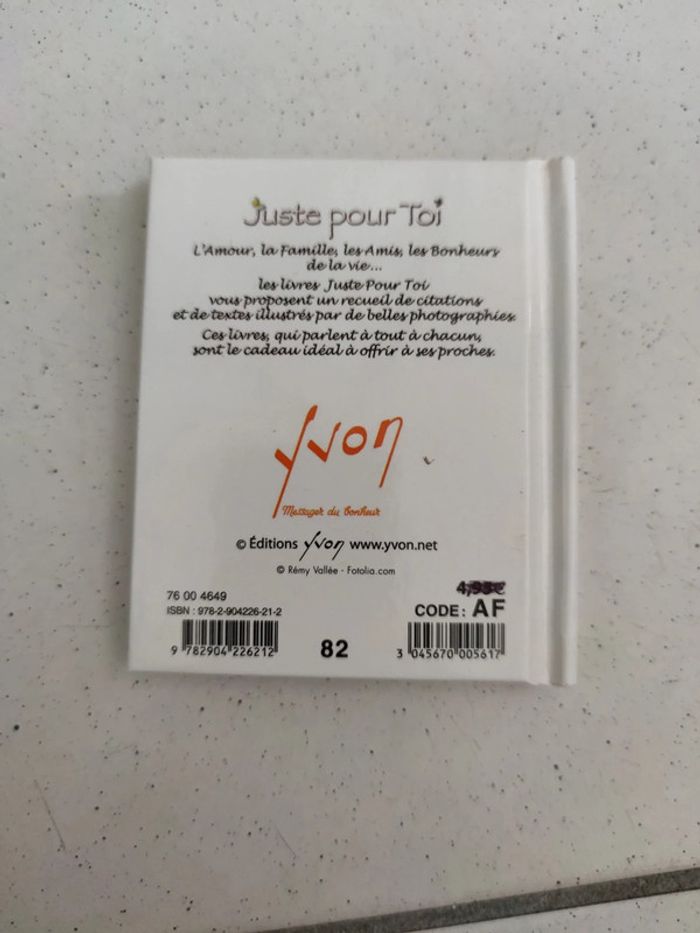 Juste pour Toi
L'Amour, la Famille, les Amis, les Bonheurs
de la vie...
les livres Juste Pour Toi
vous proposent un recueil de citations
et de textes illustrés par de belles photographies.
Ces livres, qui parlent à tout à chacun,
sont le cadeau idéal à offrir à ses proches.
yvon
Messager du bonheur
© Éditions yvon www.yvon.net
© Rémy Vallée - Fotolia.com
76 00 4649
4,95€
ISBN : 978-2-904226-21-2
CODE : AF
9 782904 226212
82
3 045670 005617